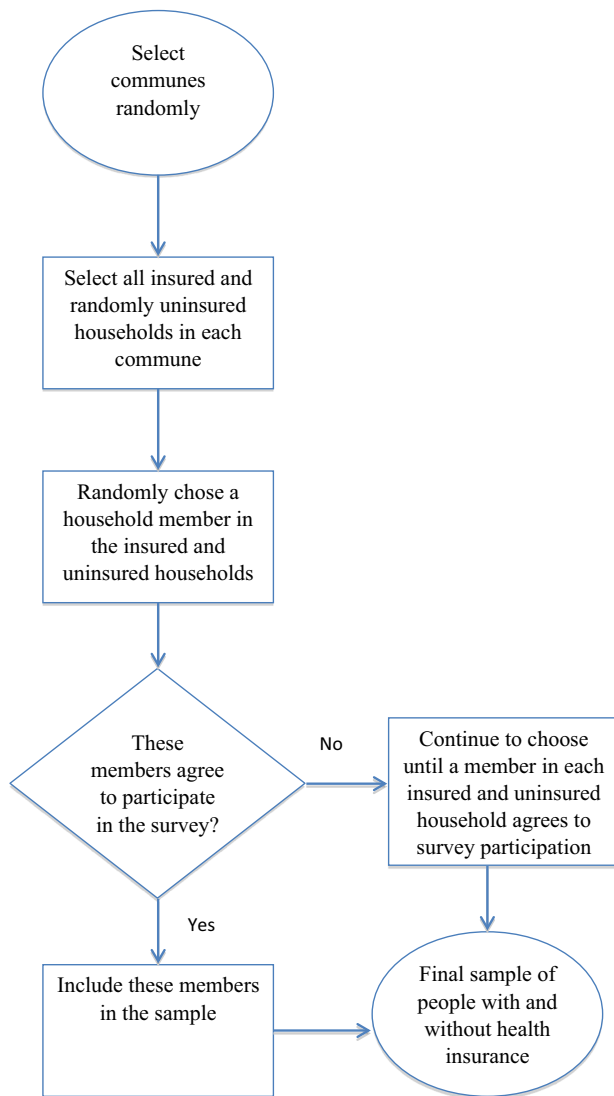 Select
communes
randomly
Select all insured and
randomly uninsured
households in each
commune
Randomly chose a
household member in
the insured and
uninsured households
These
members agree
to participate
in the survey?
No
Continue to choose
until a member in each
insured and uninsured
household agrees to
survey participation
Yes
Include these members
in the sample
Final sample of
people with and
without health
insurance